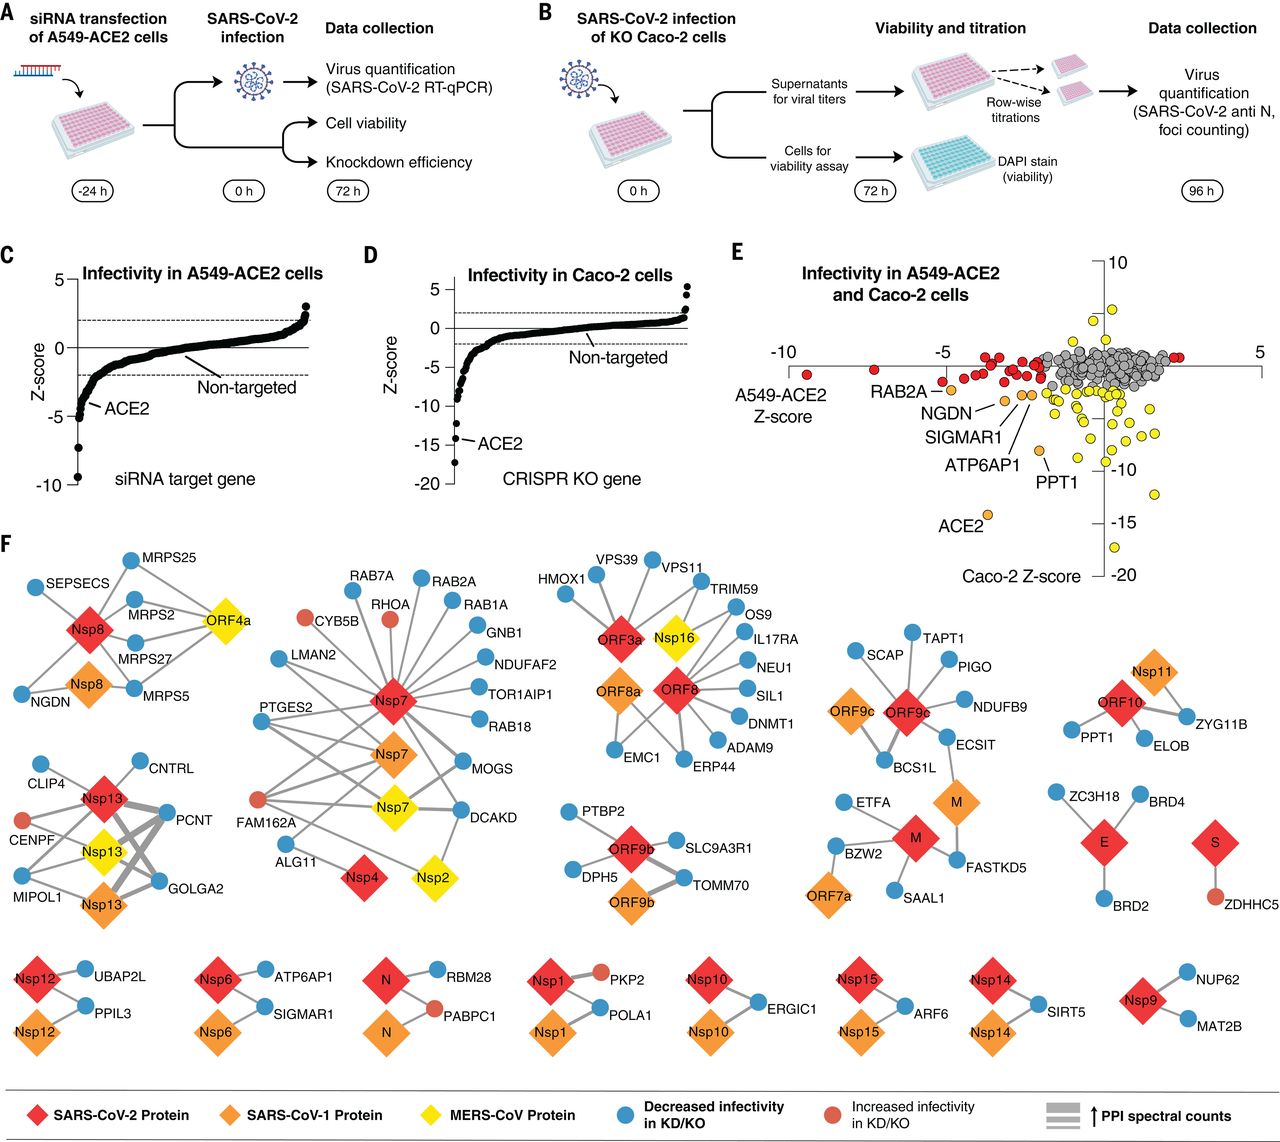 A
siRNA transfection
of A549-ACE2 cells
SARS-CoV-2
infection
Data collection
Virus quantification
(SARS-CoV-2 RT-qPCR)
Cell viability
Knockdown efficiency
-24 h
0 h
72 h
B
SARS-CoV-2 infection
of KO Caco-2 cells
Viability and titration
Data collection
Supernatants
for viral titers
Row-wise
titrations
Cells for
viability assay
DAPI stain
(viability)
Virus
quantification
(SARS-CoV-2 anti N,
foci counting)
0 h
72 h
96 h
C
Infectivity in A549-ACE2 cells
Z-score
5
0
-5
-10
Non-targeted
ACE2
siRNA target gene
D
Infectivity in Caco-2 cells
Z-score
5
0
-5
-10
-15
-20
Non-targeted
ACE2
CRISPR KO gene
E
Infectivity in A549-ACE2
and Caco-2 cells
10
-10
-5
5
A549-ACE2
Z-score
RAB2A
NGDN
SIGMAR1
ATP6AP1
PPT1
ACE2
-10
-15
-20
Caco-2 Z-score
F
MRPS25
SEPSECS
MRPS2
ORF4a
Nsp8
MRPS27
Nsp8
NGDN
MRPS5
RAB7A
RAB2A
CYB5B
RHOA
RAB1A
LMAN2
GNB1
NDUFAF2
Nsp7
TOR1AIP1
PTGES2
RAB18
Nsp7
MOGS
Nsp7
FAM162A
DCAKD
ALG11
Nsp4
Nsp2
VPS39
VPS11
HMOX1
TRIM59
OS9
ORF3a
Nsp16
IL17RA
NEU1
ORF8a
ORF8
SIL1
DNMT1
ADAM9
EMC1
ERP44
TAPT1
SCAP
PIGO
ORF9c
ORF9c
NDUFB9
ECSIT
BCS1L
Nsp11
ORF10
PPT1
ELOB
ZYG11B
CLIP4
CNTRL
Nsp13
CENPF
PCNT
Nsp13
MIPOL1
GOLGA2
Nsp13
PTBP2
ORF9b
SLC9A3R1
DPH5
TOMM70
ORF9b
ETFA
M
M
BZW2
FASTKD5
ORF7a
SAAL1
ZC3H18
BRD4
E
BRD2
S
ZDHHC5
Nsp12
UBAP2L
PPIL3
Nsp12
Nsp6
ATP6AP1
SIGMAR1
Nsp6
N
RBM28
PABPC1
N
Nsp1
PKP2
POLA1
Nsp1
Nsp10
ERGIC1
Nsp10
Nsp15
ARF6
Nsp15
Nsp14
SIRT5
Nsp14
Nsp9
NUP62
MAT2B
SARS-CoV-2 Protein
SARS-CoV-1 Protein
MERS-CoV Protein
Decreased infectivity
in KD/KO
Increased infectivity
in KD/KO
PPI spectral counts